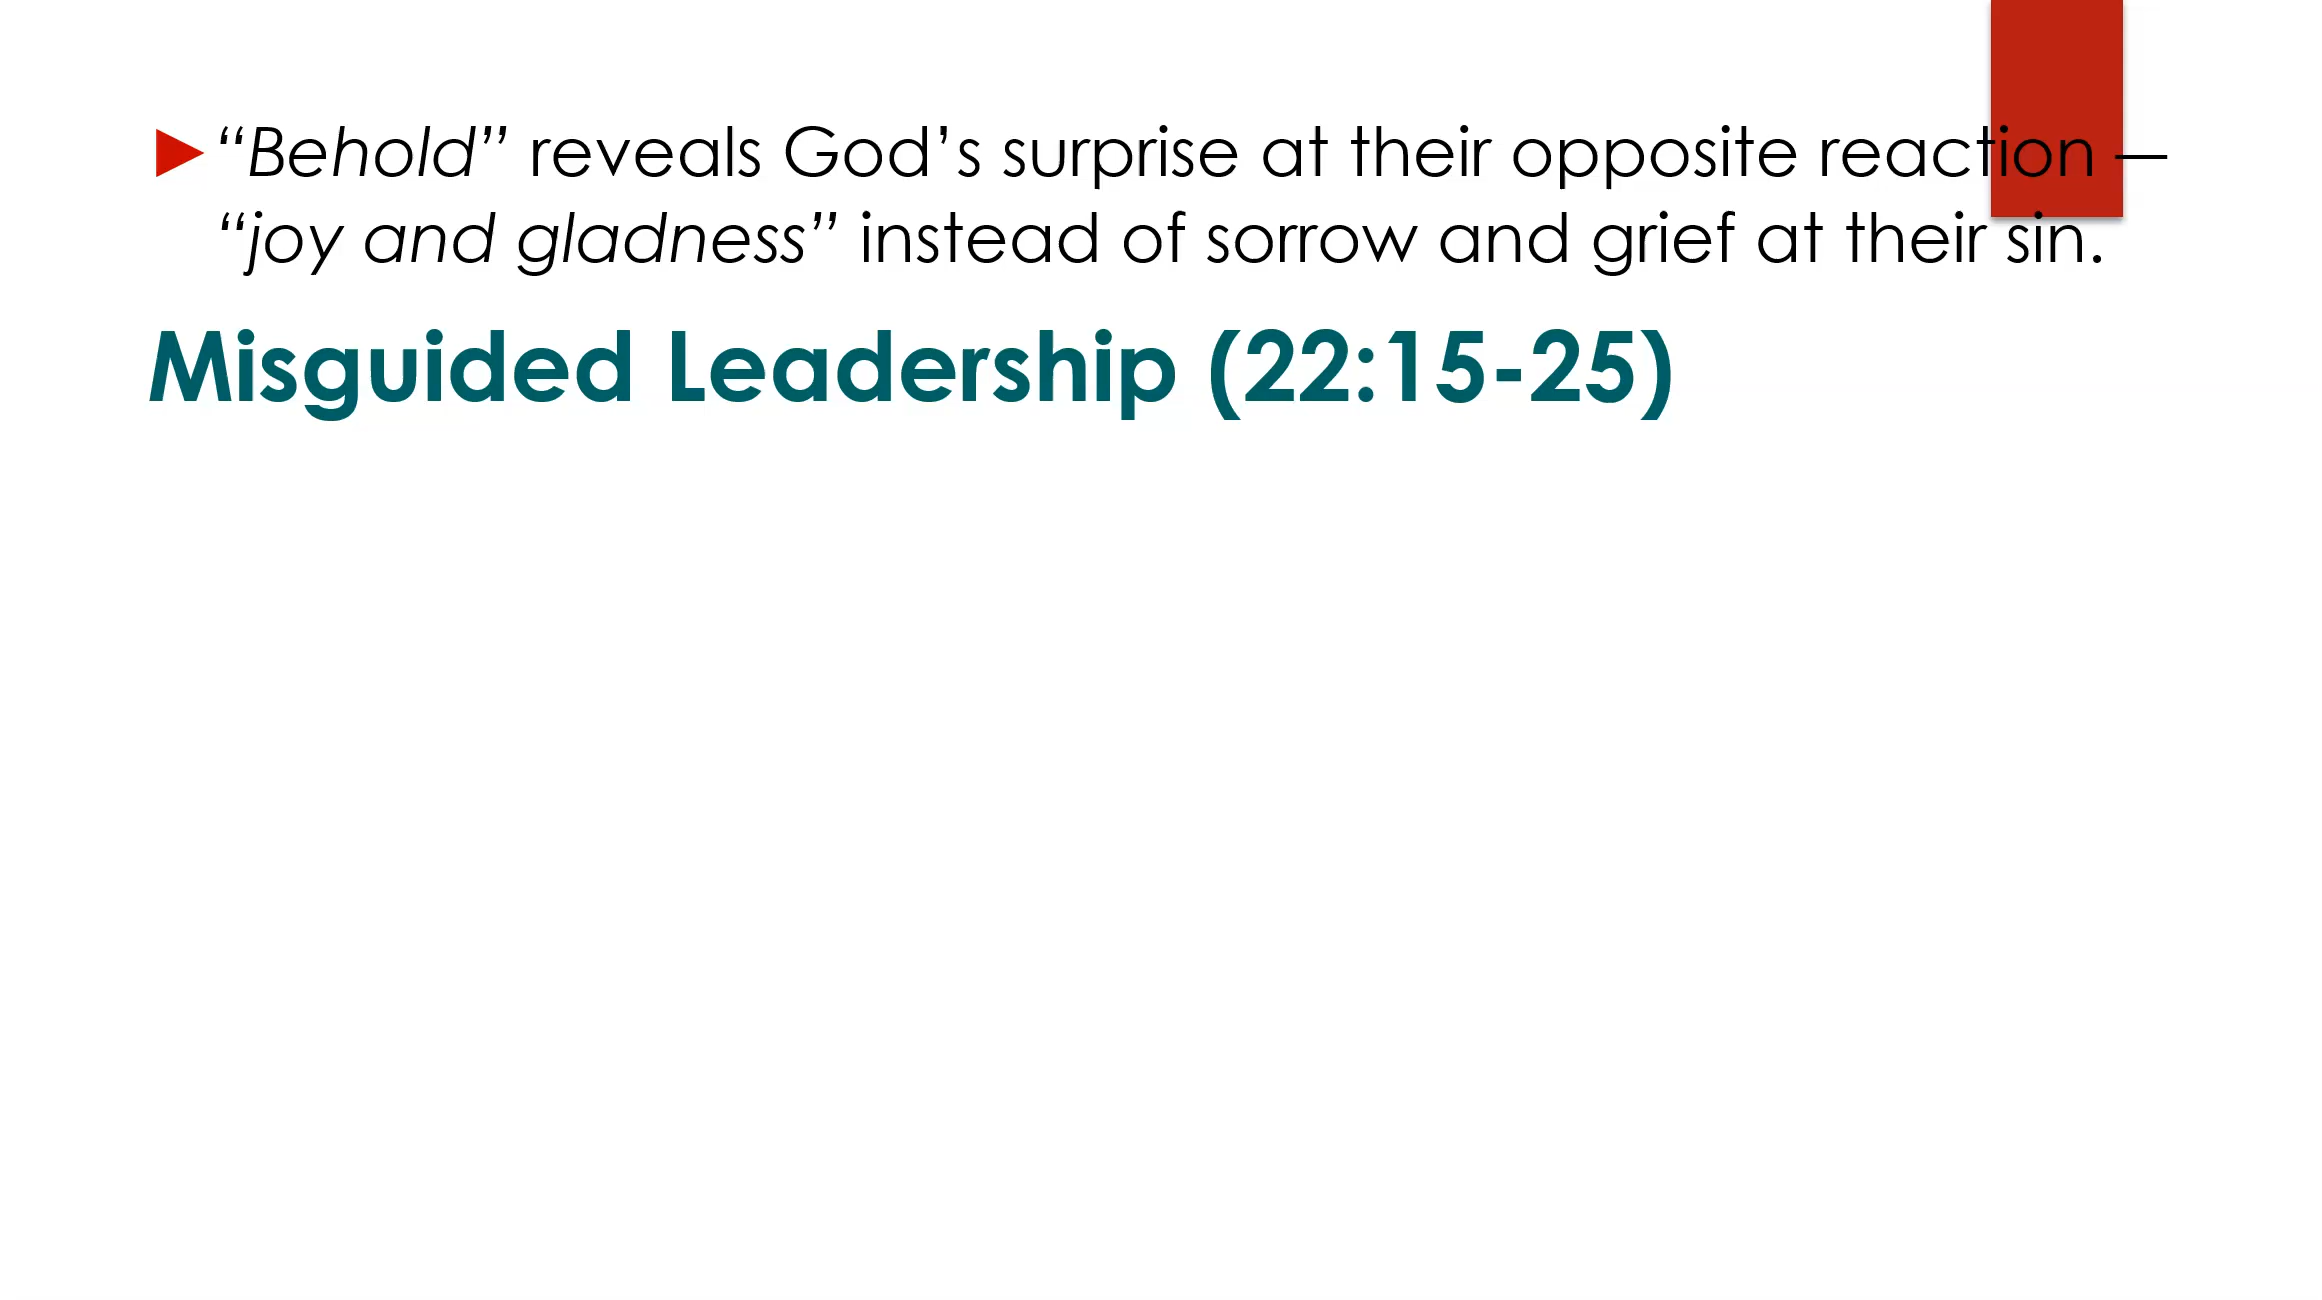 “Behold” reveals God’s surprise at their opposite reaction –
“joy and gladness” instead of sorrow and grief at their sin.
Misguided Leadership (22:15-25)